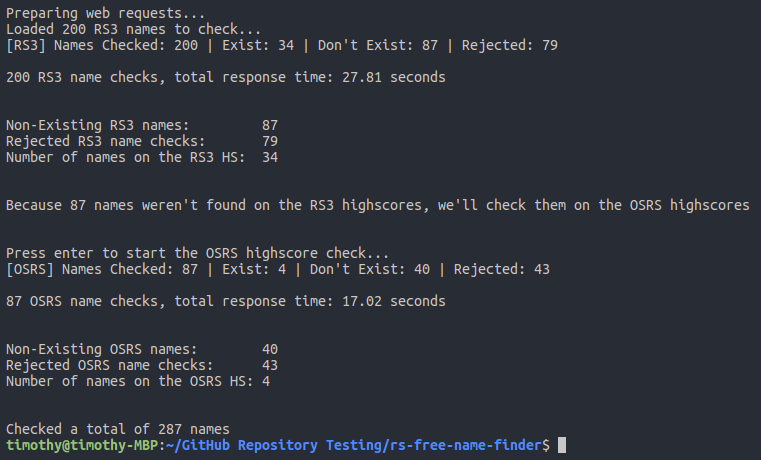 Preparing web requests...
Loaded 200 RS3 names to check...
[RS3] Names Checked: 200 | Exist: 34 | Don't Exist: 87 | Rejected: 79
200 RS3 name checks, total response time: 27.81 seconds
Non-Existing RS3 names:         87
Rejected RS3 name checks:       79
Number of names on the RS3 HS:  34
Because 87 names weren't found on the RS3 highscores, we'll check them on the OSRS highscores
Press enter to start the OSRS highscore check...
[OSRS] Names Checked: 87 | Exist: 4 | Don't Exist: 40 | Rejected: 43
87 OSRS name checks, total response time: 17.02 seconds
Non-Existing OSRS names:        40
Rejected OSRS name checks:      43
Number of names on the OSRS HS: 4
Checked a total of 287 names
timothy@timothy-MBP:~/GitHub Repository Testing/rs-free-name-finder$